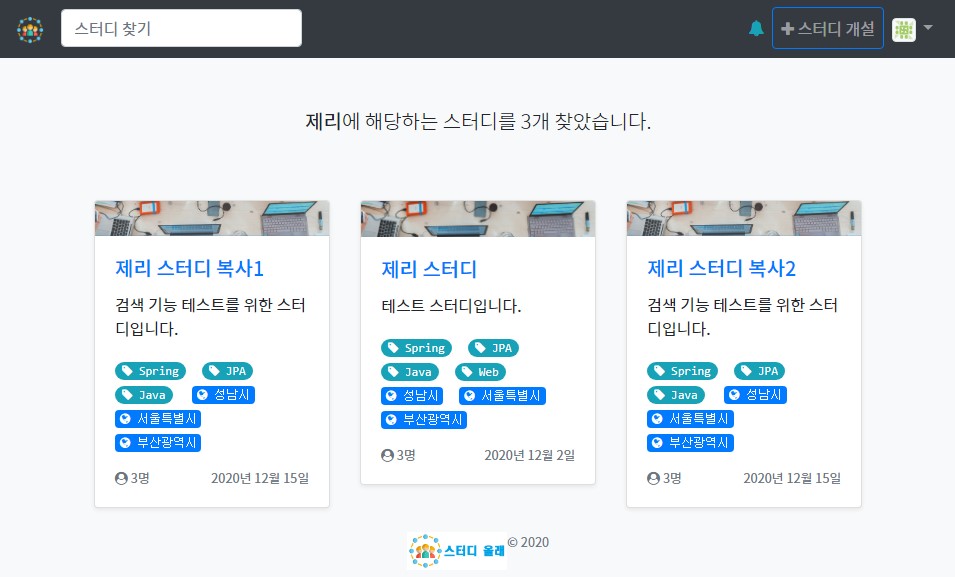 스터디 찾기
스터디 개설
제리에 해당하는 스터디를 3개 찾았습니다.
제리 스터디 복사1
검색 기능 테스트를 위한 스터
디입니다.
Spring JPA
Java 성남시
서울특별시
부산광역시
3명 2020년 12월 15일
제리 스터디
테스트 스터디입니다.
Spring JPA
Java Web
성남시 서울특별시
부산광역시
3명 2020년 12월 2일
제리 스터디 복사2
검색 기능 테스트를 위한 스터
디입니다.
Spring JPA
Java 성남시
서울특별시
부산광역시
3명 2020년 12월 15일
스터디 올래 © 2020